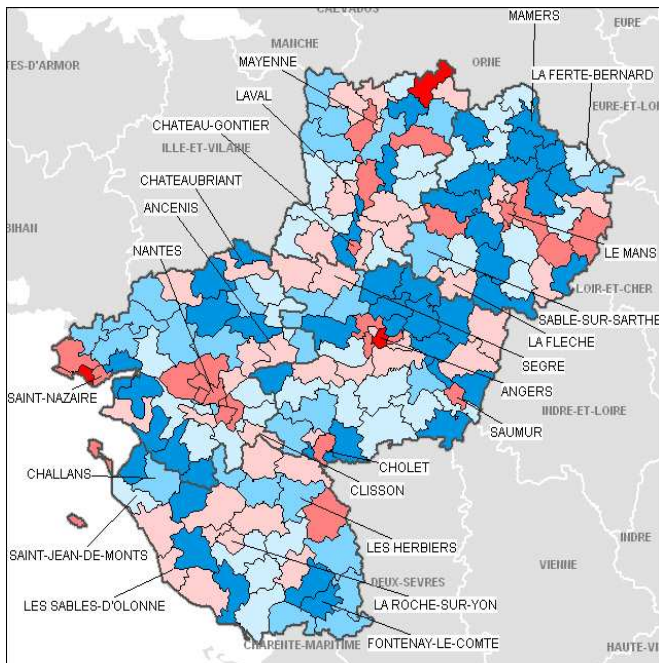 CALVADOS
MAMERS
EURE
MANCHE
ORNE
MAYENNE
LA FERTE-BERNARD
TES-D'ARMOR
LAVAL
EURE-ET-LOI
CHATEAU-GONTIER
ILLE-ET-VILAINE
CHATEAUBRIANT
ANCENIS
BIHAN
NANTES
LE MANS
LOIR-ET-CHER
SABLE-SUR-SARTHE
LA FLECHE
SEGRE
SAINT-NAZAIRE
ANGERS
INDRE-ET-LOIRE
SAUMUR
CHOLET
CHALLANS
CLISSON
INDRE
SAINT-JEAN-DE-MONTS
LES HERBIERS
VIENNE
DEUX-SEVRES
LES SABLES-D'OLONNE
LA ROCHE-SUR-YON
FONTENAY-LE-COMTE
CHARENTE-MARITIME
HAUTE-VI